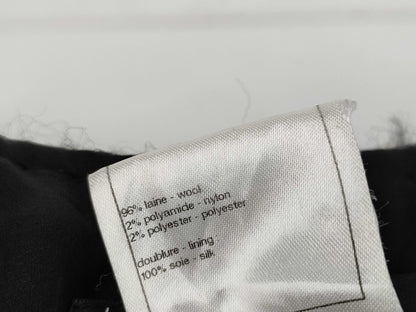 96% laine - wool
2% polyamide - nylon
2% polyester - polyester
doublure - lining
100% soie - silk